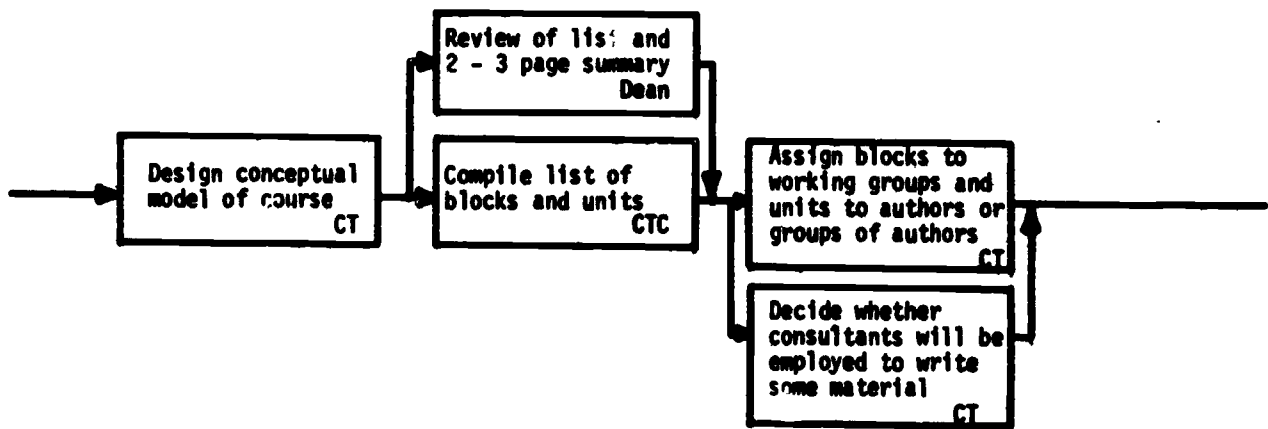 Review of list and
2 - 3 page summary
Dean
Design conceptual
model of course
CT
Compile list of
blocks and units
CTC
Assign blocks to
working groups and
units to authors or
groups of authors
CT
Decide whether
consultants will be
employed to write
some material
CT